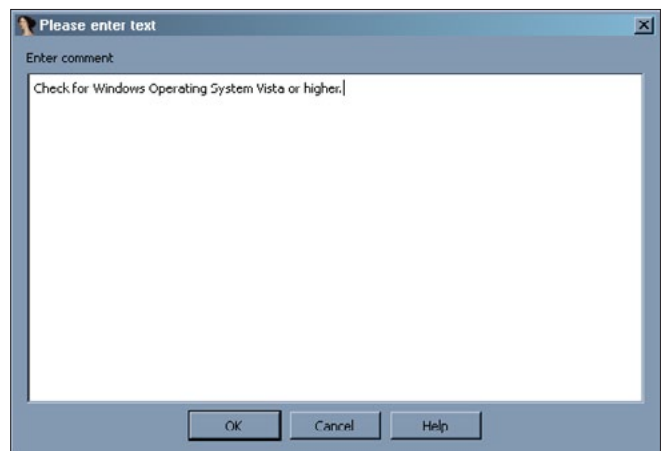 Please enter text
Enter comment
Check for Windows Operating System Vista or higher.
OK Cancel Help